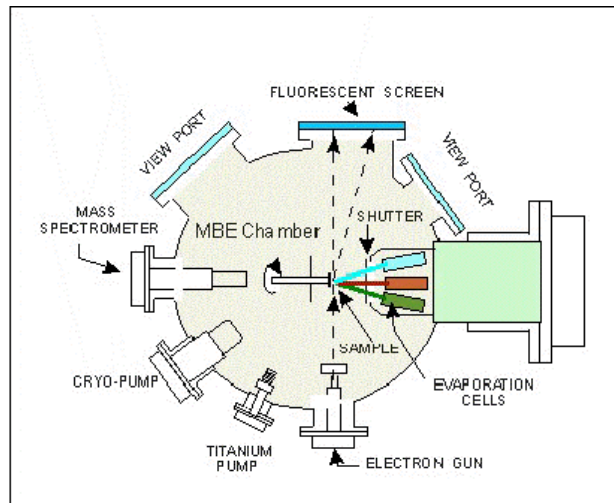 FLUORESCENT SCREEN
VIEW PORT
VIEW PORT
MASS
SPECTROMETER
SHUTTER
MBE Chamber
SAMPLE
CRYO-PUMP
EVAPORATION
CELLS
TITANIUM
PUMP
ELECTRON GUN